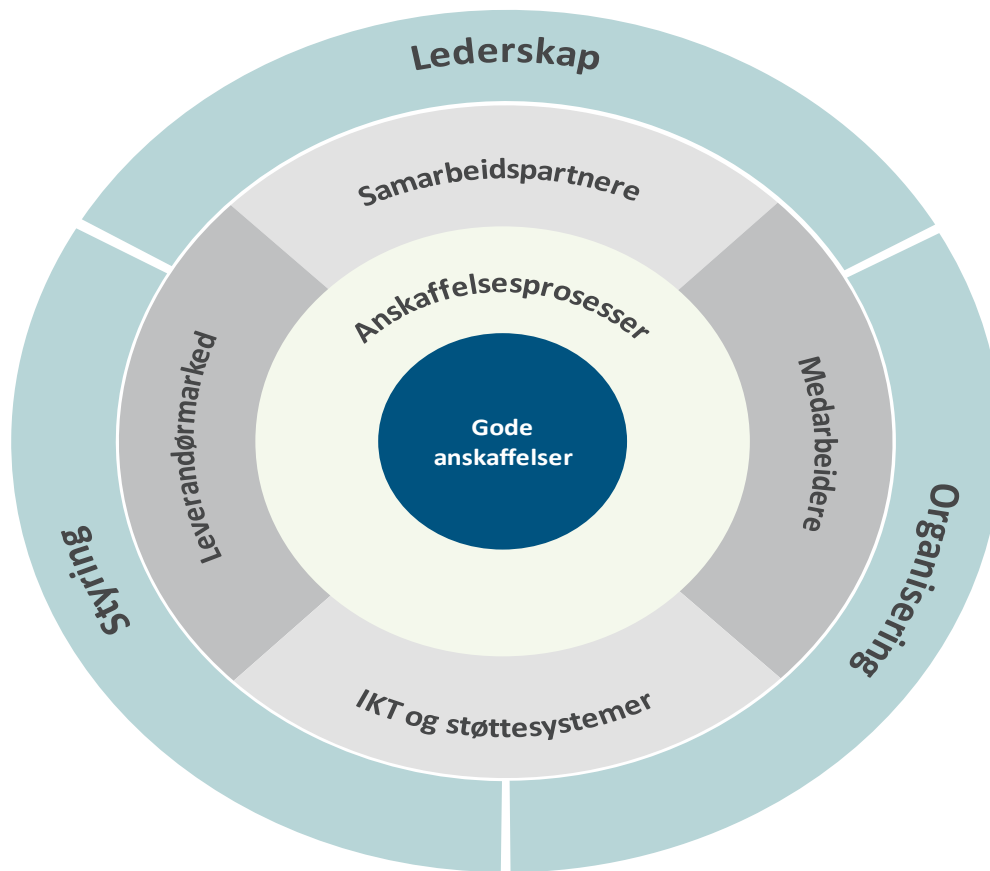 Lederskap
Samarbeidspartnere
Anskaffelsesprosesser
Leverandørmarked
Medarbeidere
Gode
anskaffelser
Styring
Organisering
IKT og støttesystemer